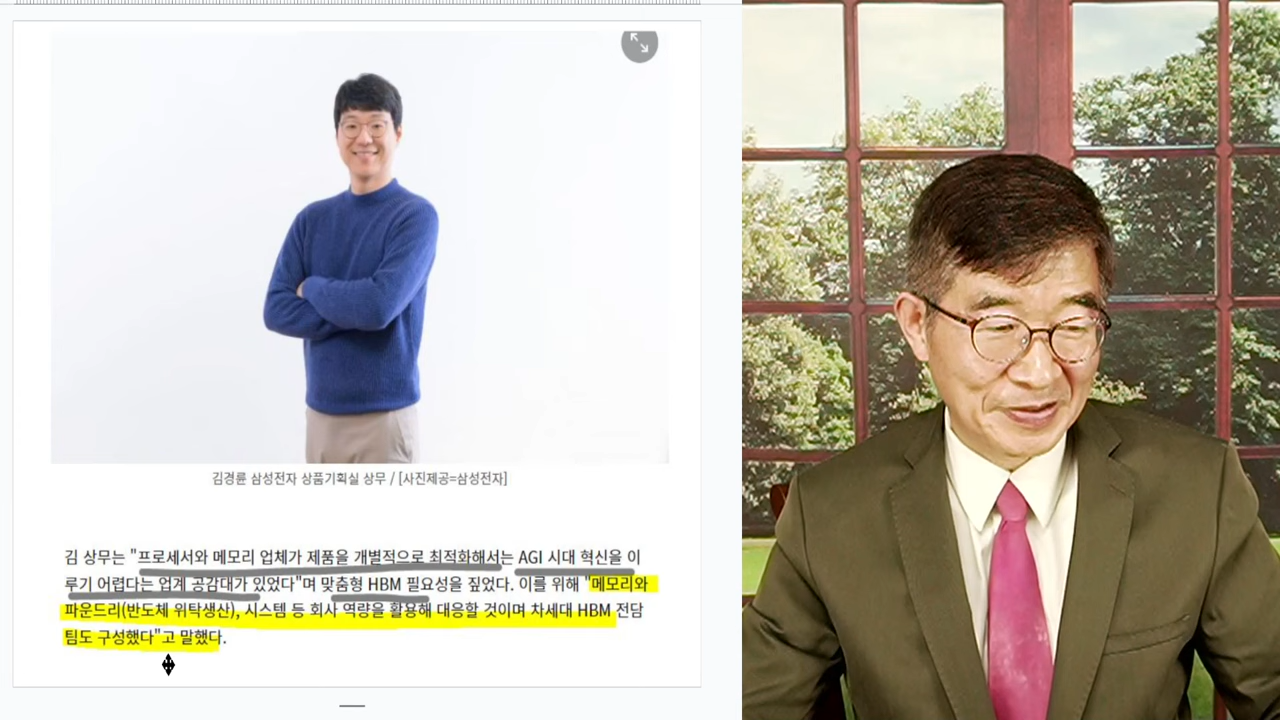 김경륜 삼성전자 상품기획실 상무 / [사진제공=삼성전자]
김 상무는 "프로세서와 메모리 업체가 제품을 개별적으로 최적화해서는 AGI 시대 혁신을 이
루기 어렵다는 업계 공감대가 있었다"며 맞춤형 HBM 필요성을 짚었다. 이를 위해 "메모리와
파운드리(반도체 위탁생산), 시스템 등 회사 역량을 활용해 대응할 것이며 차세대 HBM 전담
팀도 구성했다"고 말했다.